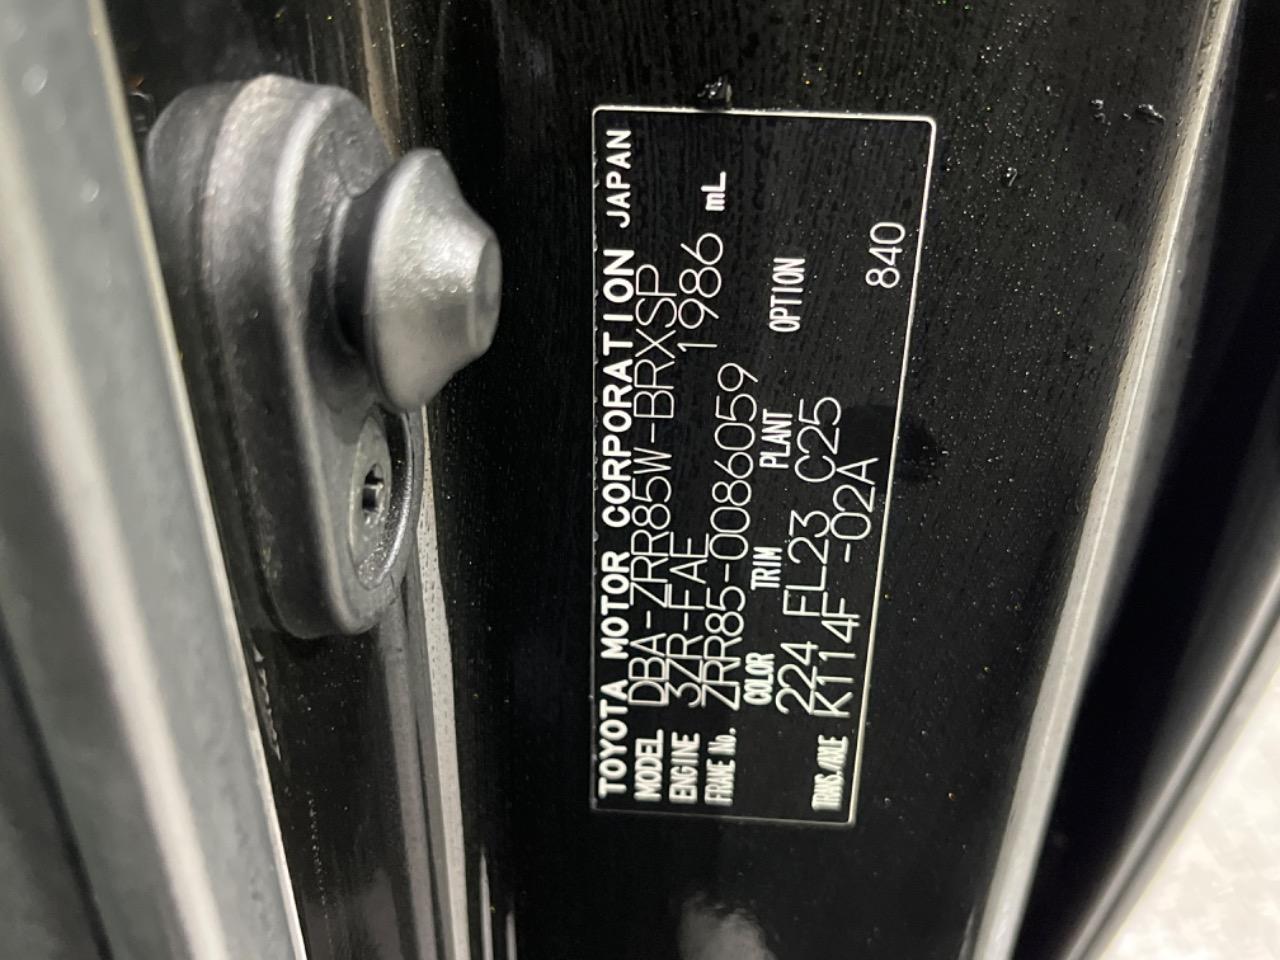 TOYOTA MOTOR CORPORATION JAPAN
MODEL DBA-ZRR85W-BRXSP
ENGINE 3ZR-FAE 1986 mL
FRAME No. ZRR85-0086059
COLOR TRIM PLANT OPTION
224 FL23 C25
TRANS./AXLE K114F -02A 840